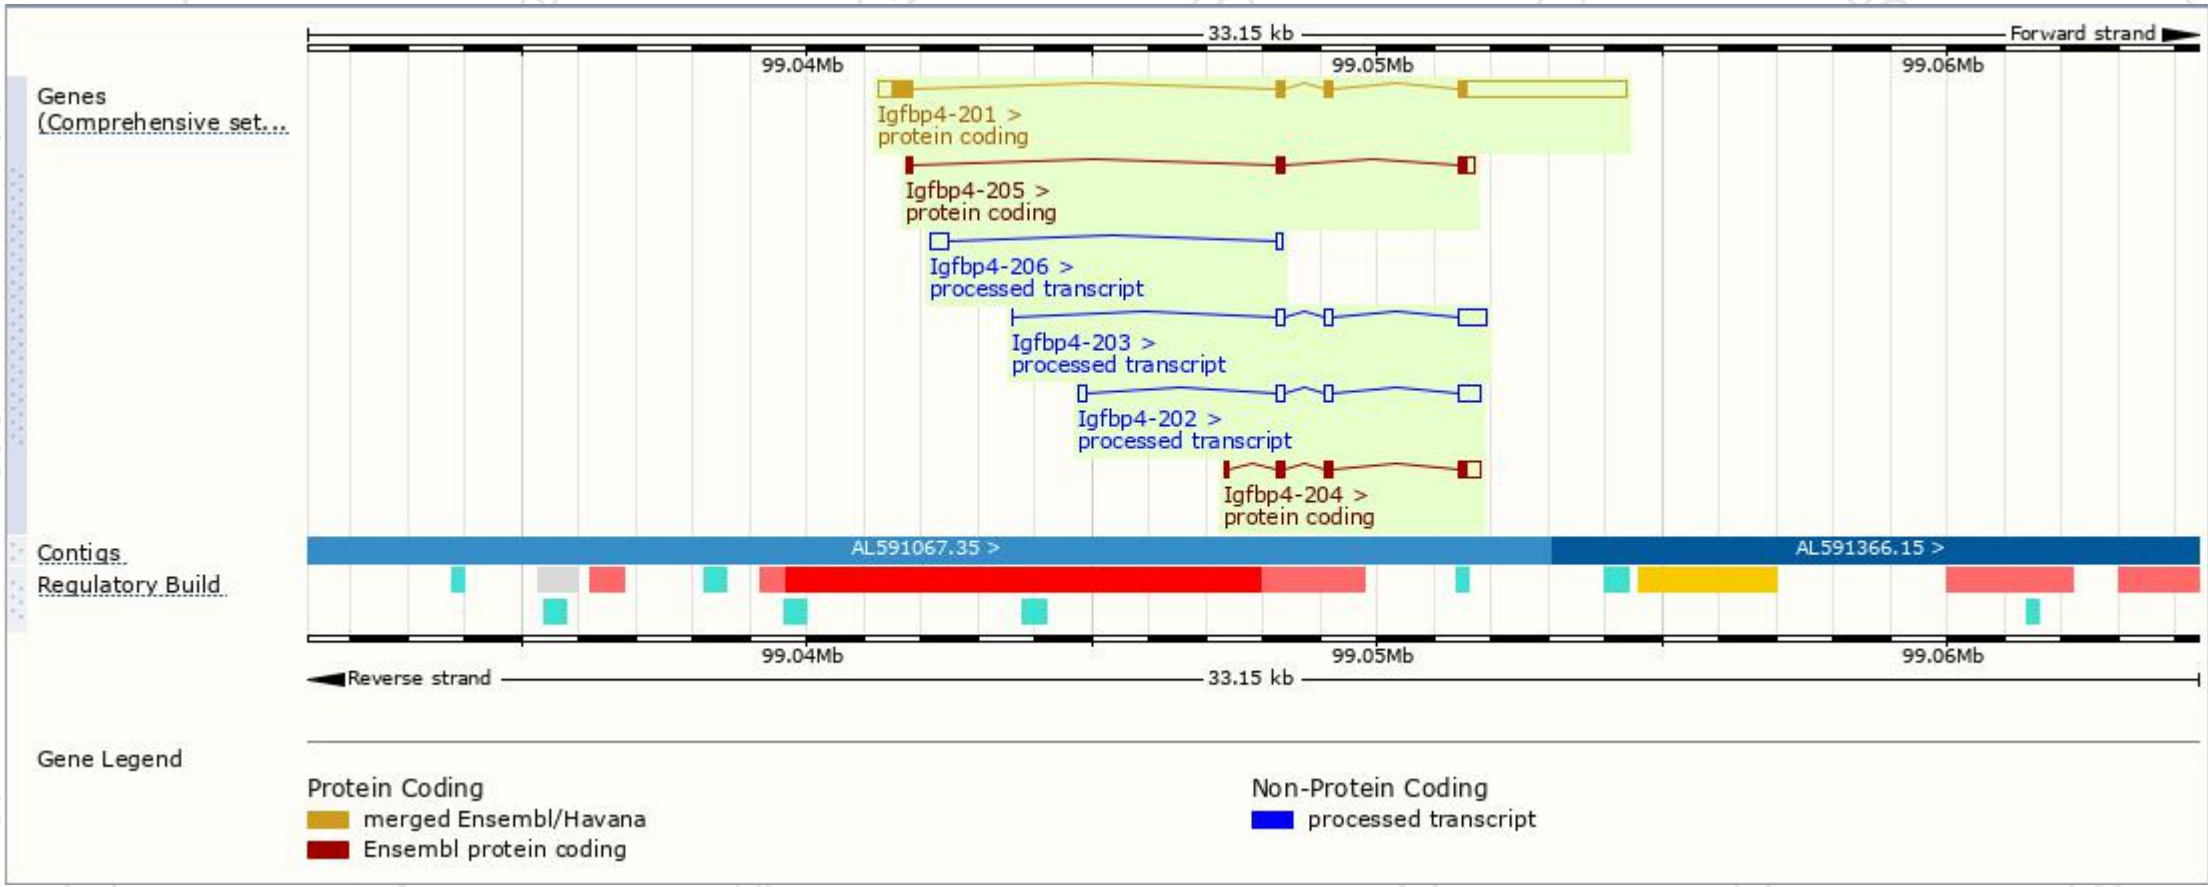 33.15 kb
Forward strand
99.04Mb 99.05Mb 99.06Mb
Genes
(Comprehensive set...
Igfbp4-201 >
protein coding
Igfbp4-205 >
protein coding
Igfbp4-206 >
processed transcript
Igfbp4-203 >
processed transcript
Igfbp4-202 >
processed transcript
Igfbp4-204 >
protein coding
Contigs
AL591067.35 > AL591366.15 >
Regulatory Build
99.04Mb 99.05Mb 99.06Mb
Reverse strand 33.15 kb
Gene Legend
Protein Coding
merged Ensembl/Havana
Ensembl protein coding
Non-Protein Coding
processed transcript